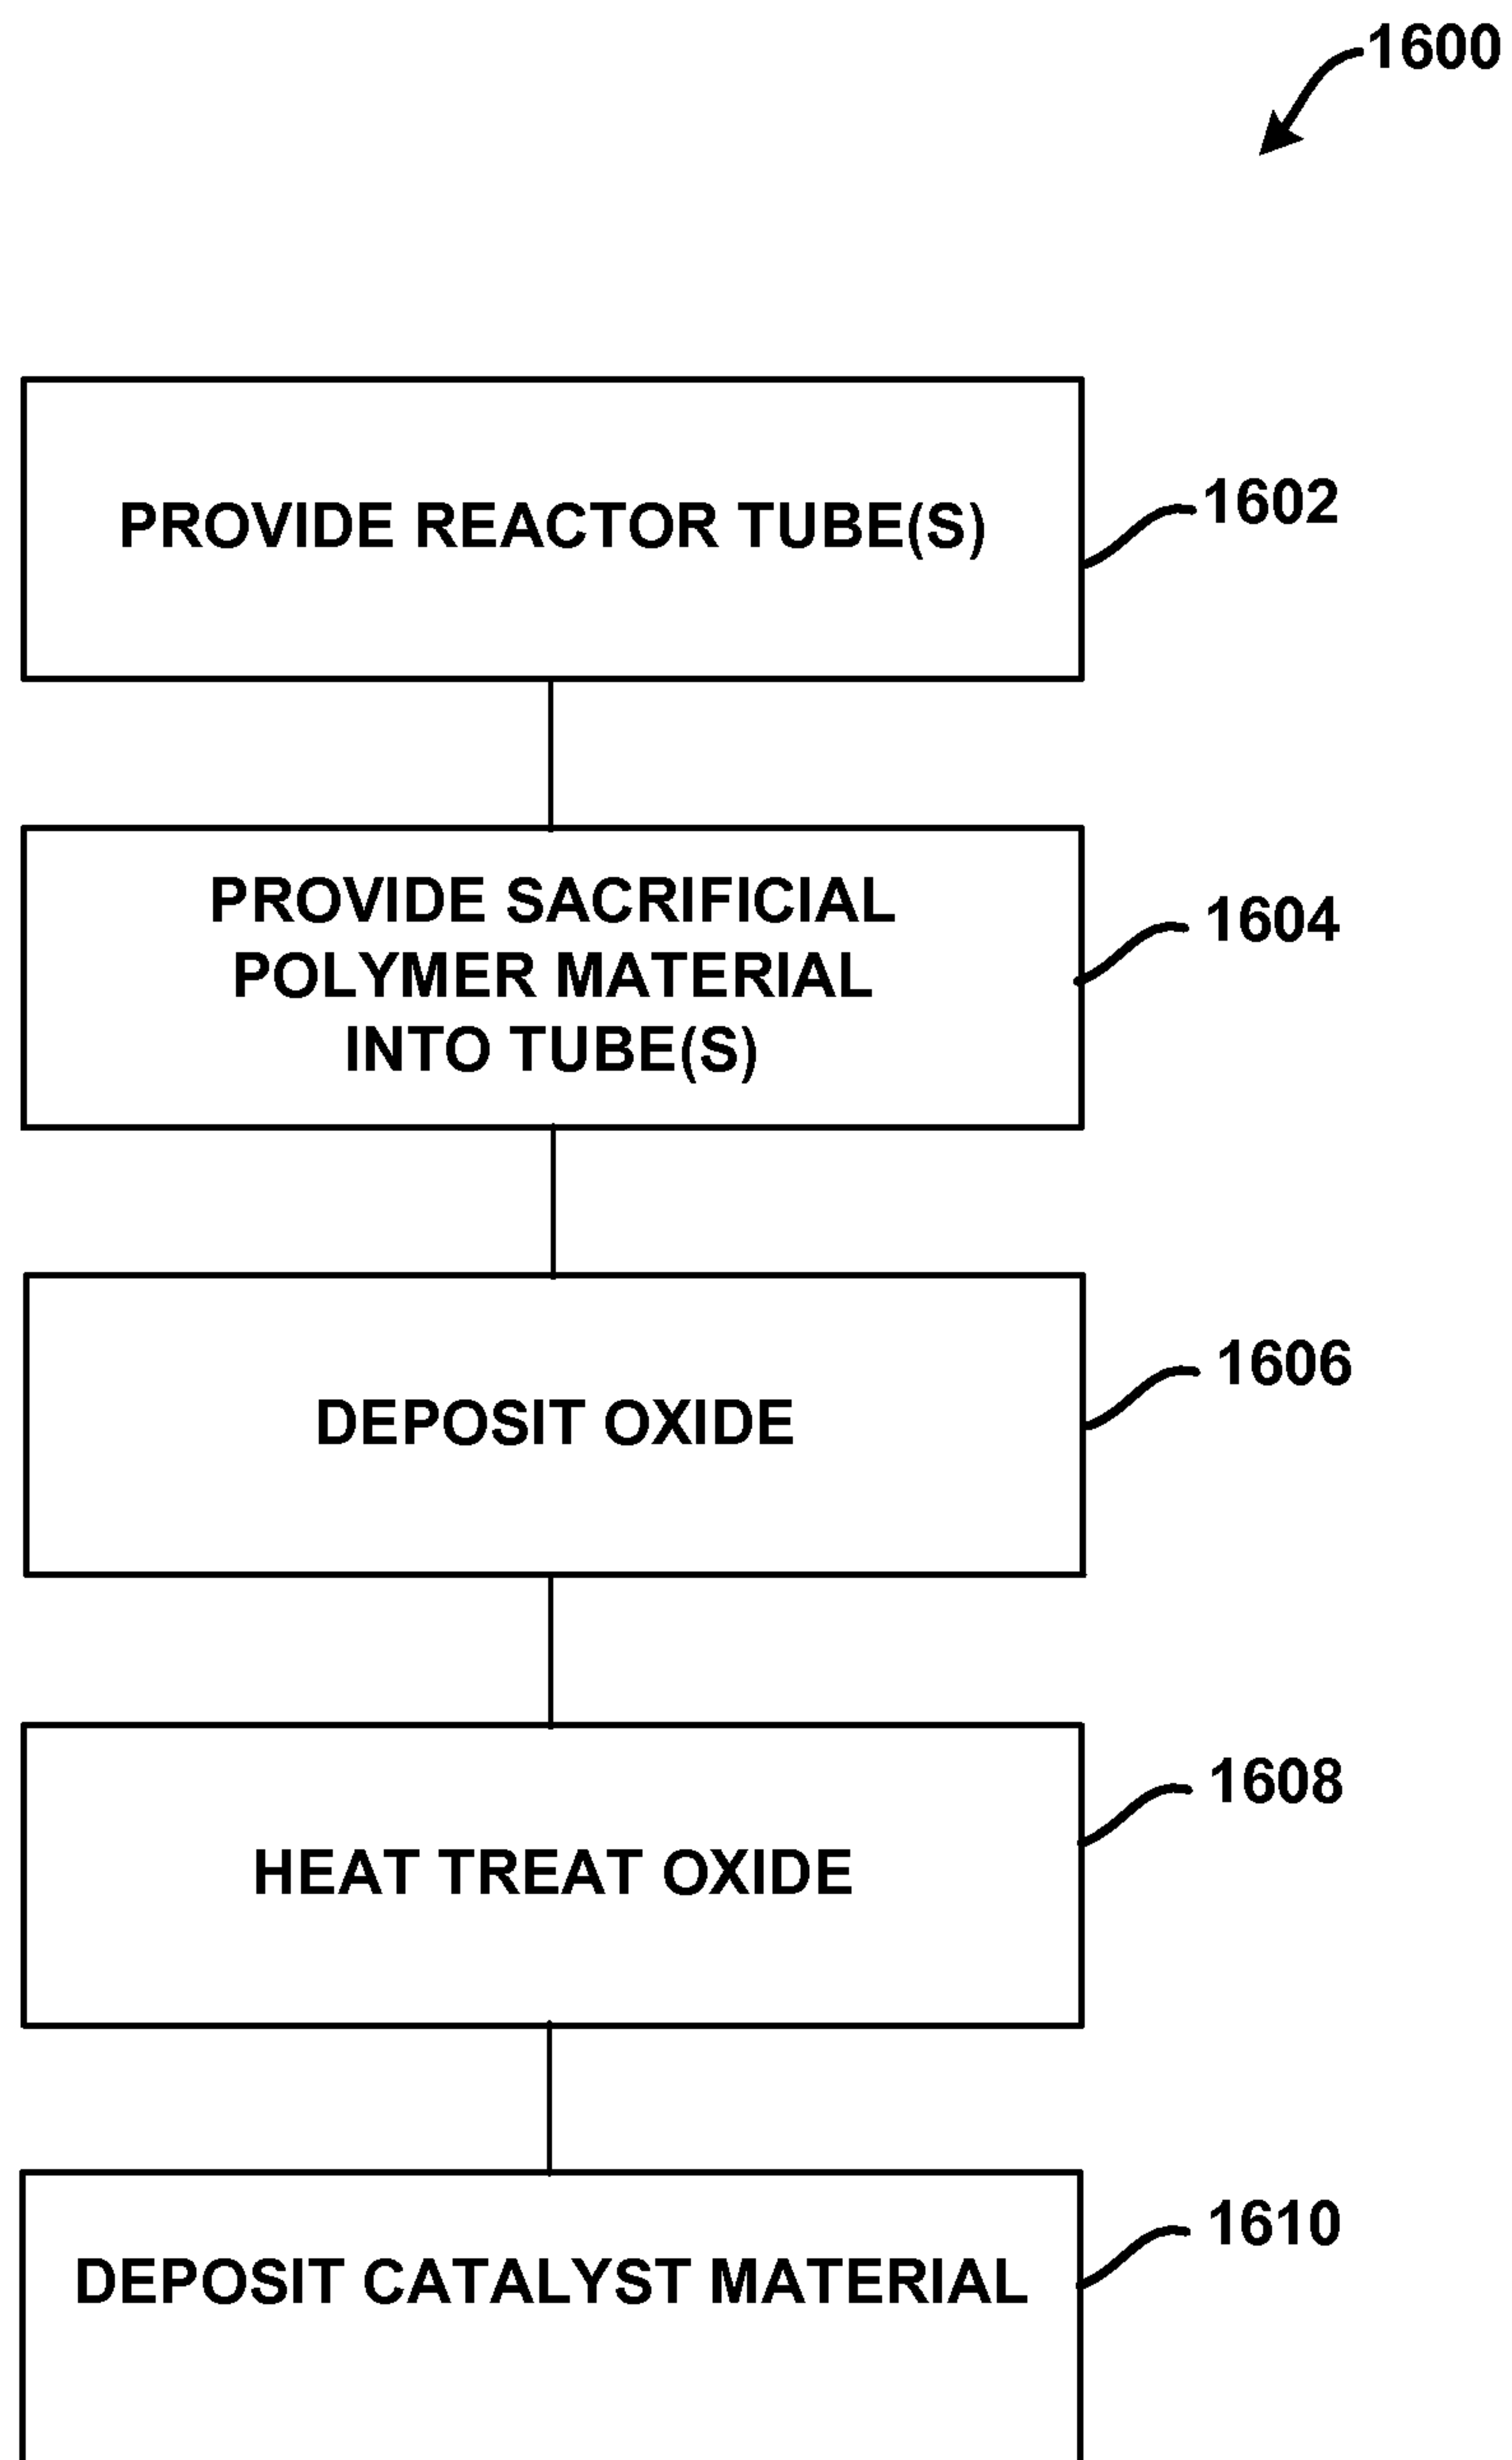 1600
PROVIDE REACTOR TUBE(S)
1602
PROVIDE SACRIFICIAL
POLYMER MATERIAL
INTO TUBE(S)
1604
DEPOSIT OXIDE
1606
HEAT TREAT OXIDE
1608
DEPOSIT CATALYST MATERIAL
1610